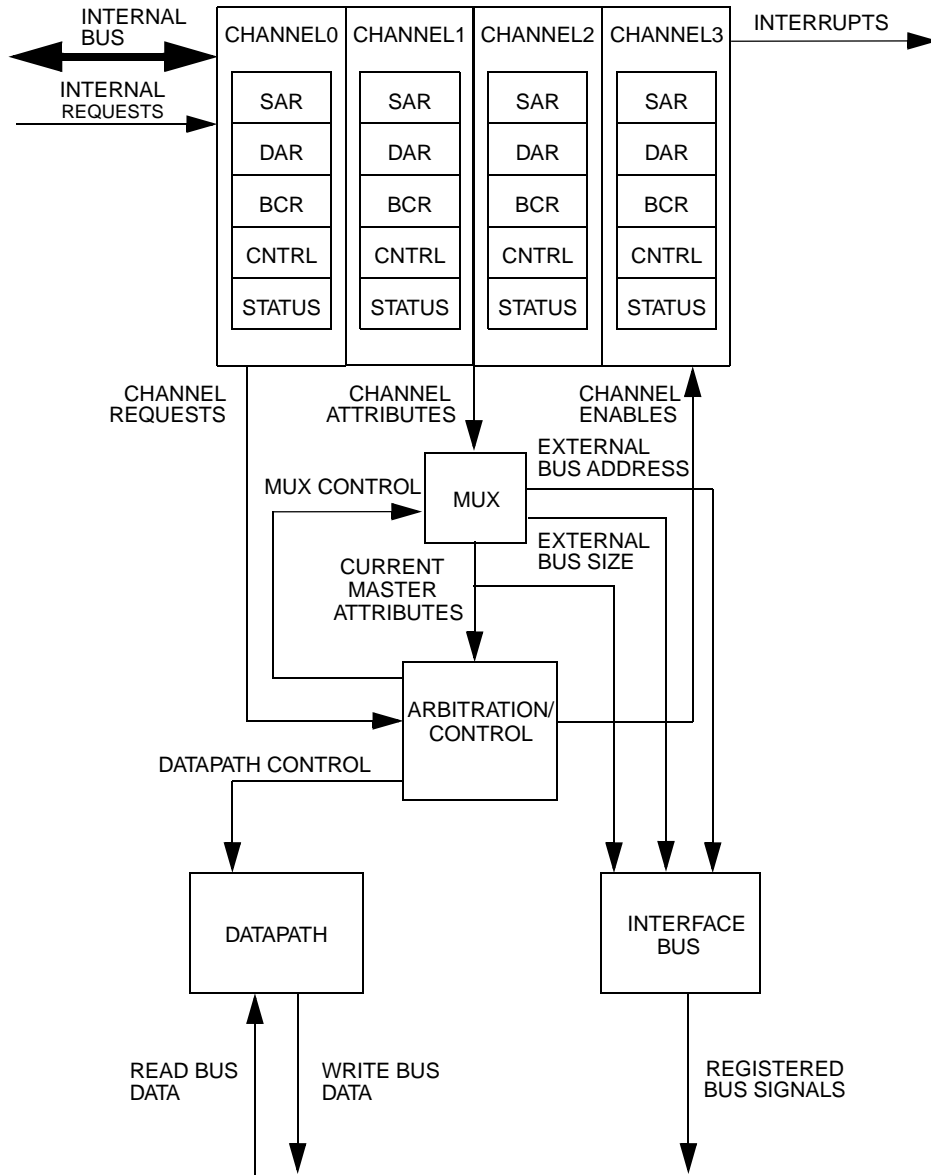 INTERNAL
BUS
CHANNEL0
CHANNEL1
CHANNEL2
CHANNEL3
INTERRUPTS
INTERNAL
REQUESTS
SAR
SAR
SAR
SAR
DAR
DAR
DAR
DAR
BCR
BCR
BCR
BCR
CNTRL
CNTRL
CNTRL
CNTRL
STATUS
STATUS
STATUS
STATUS
CHANNEL
REQUESTS
CHANNEL
ATTRIBUTES
CHANNEL
ENABLES
EXTERNAL
BUS ADDRESS
MUX CONTROL
MUX
EXTERNAL
BUS SIZE
CURRENT
MASTER
ATTRIBUTES
ARBITRATION/
CONTROL
DATAPATH CONTROL
DATAPATH
INTERFACE
BUS
READ BUS
DATA
WRITE BUS
DATA
REGISTERED
BUS SIGNALS